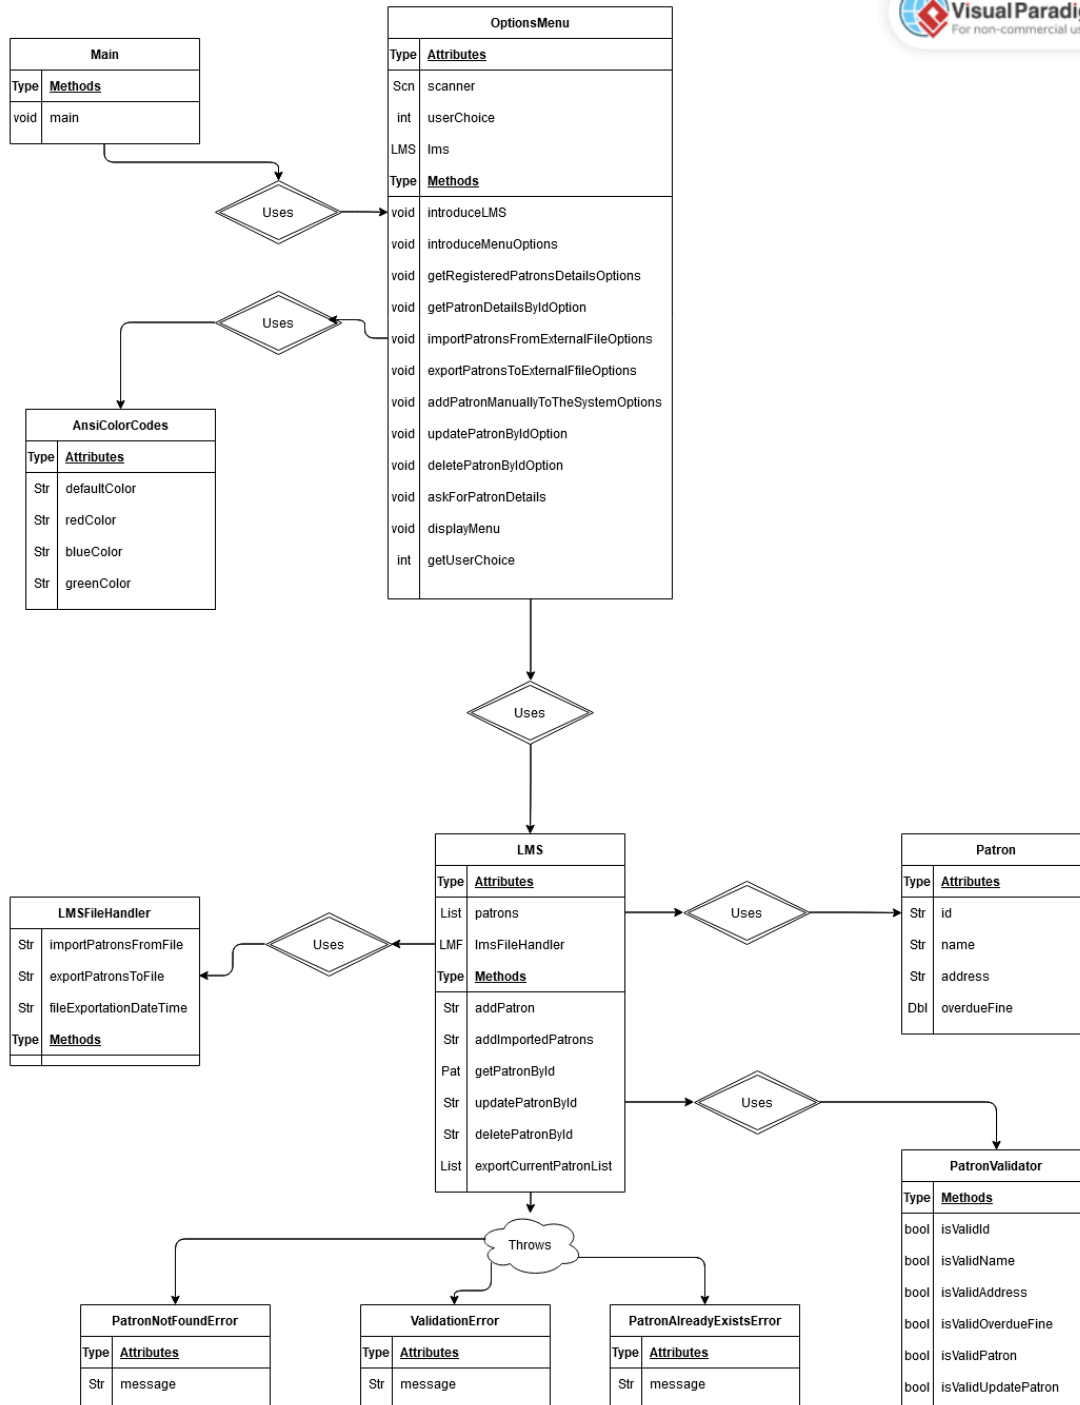 VisualParadig
For non-commercial us
OptionsMenu
Type Attributes
Scn scanner
int userChoice
LMS lms
Type Methods
void introduceLMS
void introduceMenuOptions
void getRegisteredPatronsDetailsOptions
void getPatronDetailsByIdOption
void importPatronsFromExternalFileOptions
void exportPatronsToExternalFfileOptions
void addPatronManuallyToTheSystemOptions
void updatePatronByIdOption
void deletePatronByIdOption
void askForPatronDetails
void displayMenu
int getUserChoice
Main
Type Methods
void main
Uses
Uses
AnsiColorCodes
Type Attributes
Str defaultColor
Str redColor
Str blueColor
Str greenColor
Uses
LMS
Type Attributes
List patrons
LMF lmsFileHandler
Type Methods
Str addPatron
Str addImportedPatrons
Pat getPatronById
Str updatePatronById
Str deletePatronById
List exportCurrentPatronList
Uses
LMSFileHandler
Str importPatronsFromFile
Str exportPatronsToFile
Str fileExportationDateTime
Type Methods
Uses
Patron
Type Attributes
Str id
Str name
Str address
Dbl overdueFine
Uses
PatronValidator
Type Methods
bool isValidId
bool isValidName
bool isValidAddress
bool isValidOverdueFine
bool isValidPatron
bool isValidUpdatePatron
Throws
PatronNotFoundError
Type Attributes
Str message
ValidationError
Type Attributes
Str message
PatronAlreadyExistsError
Type Attributes
Str message